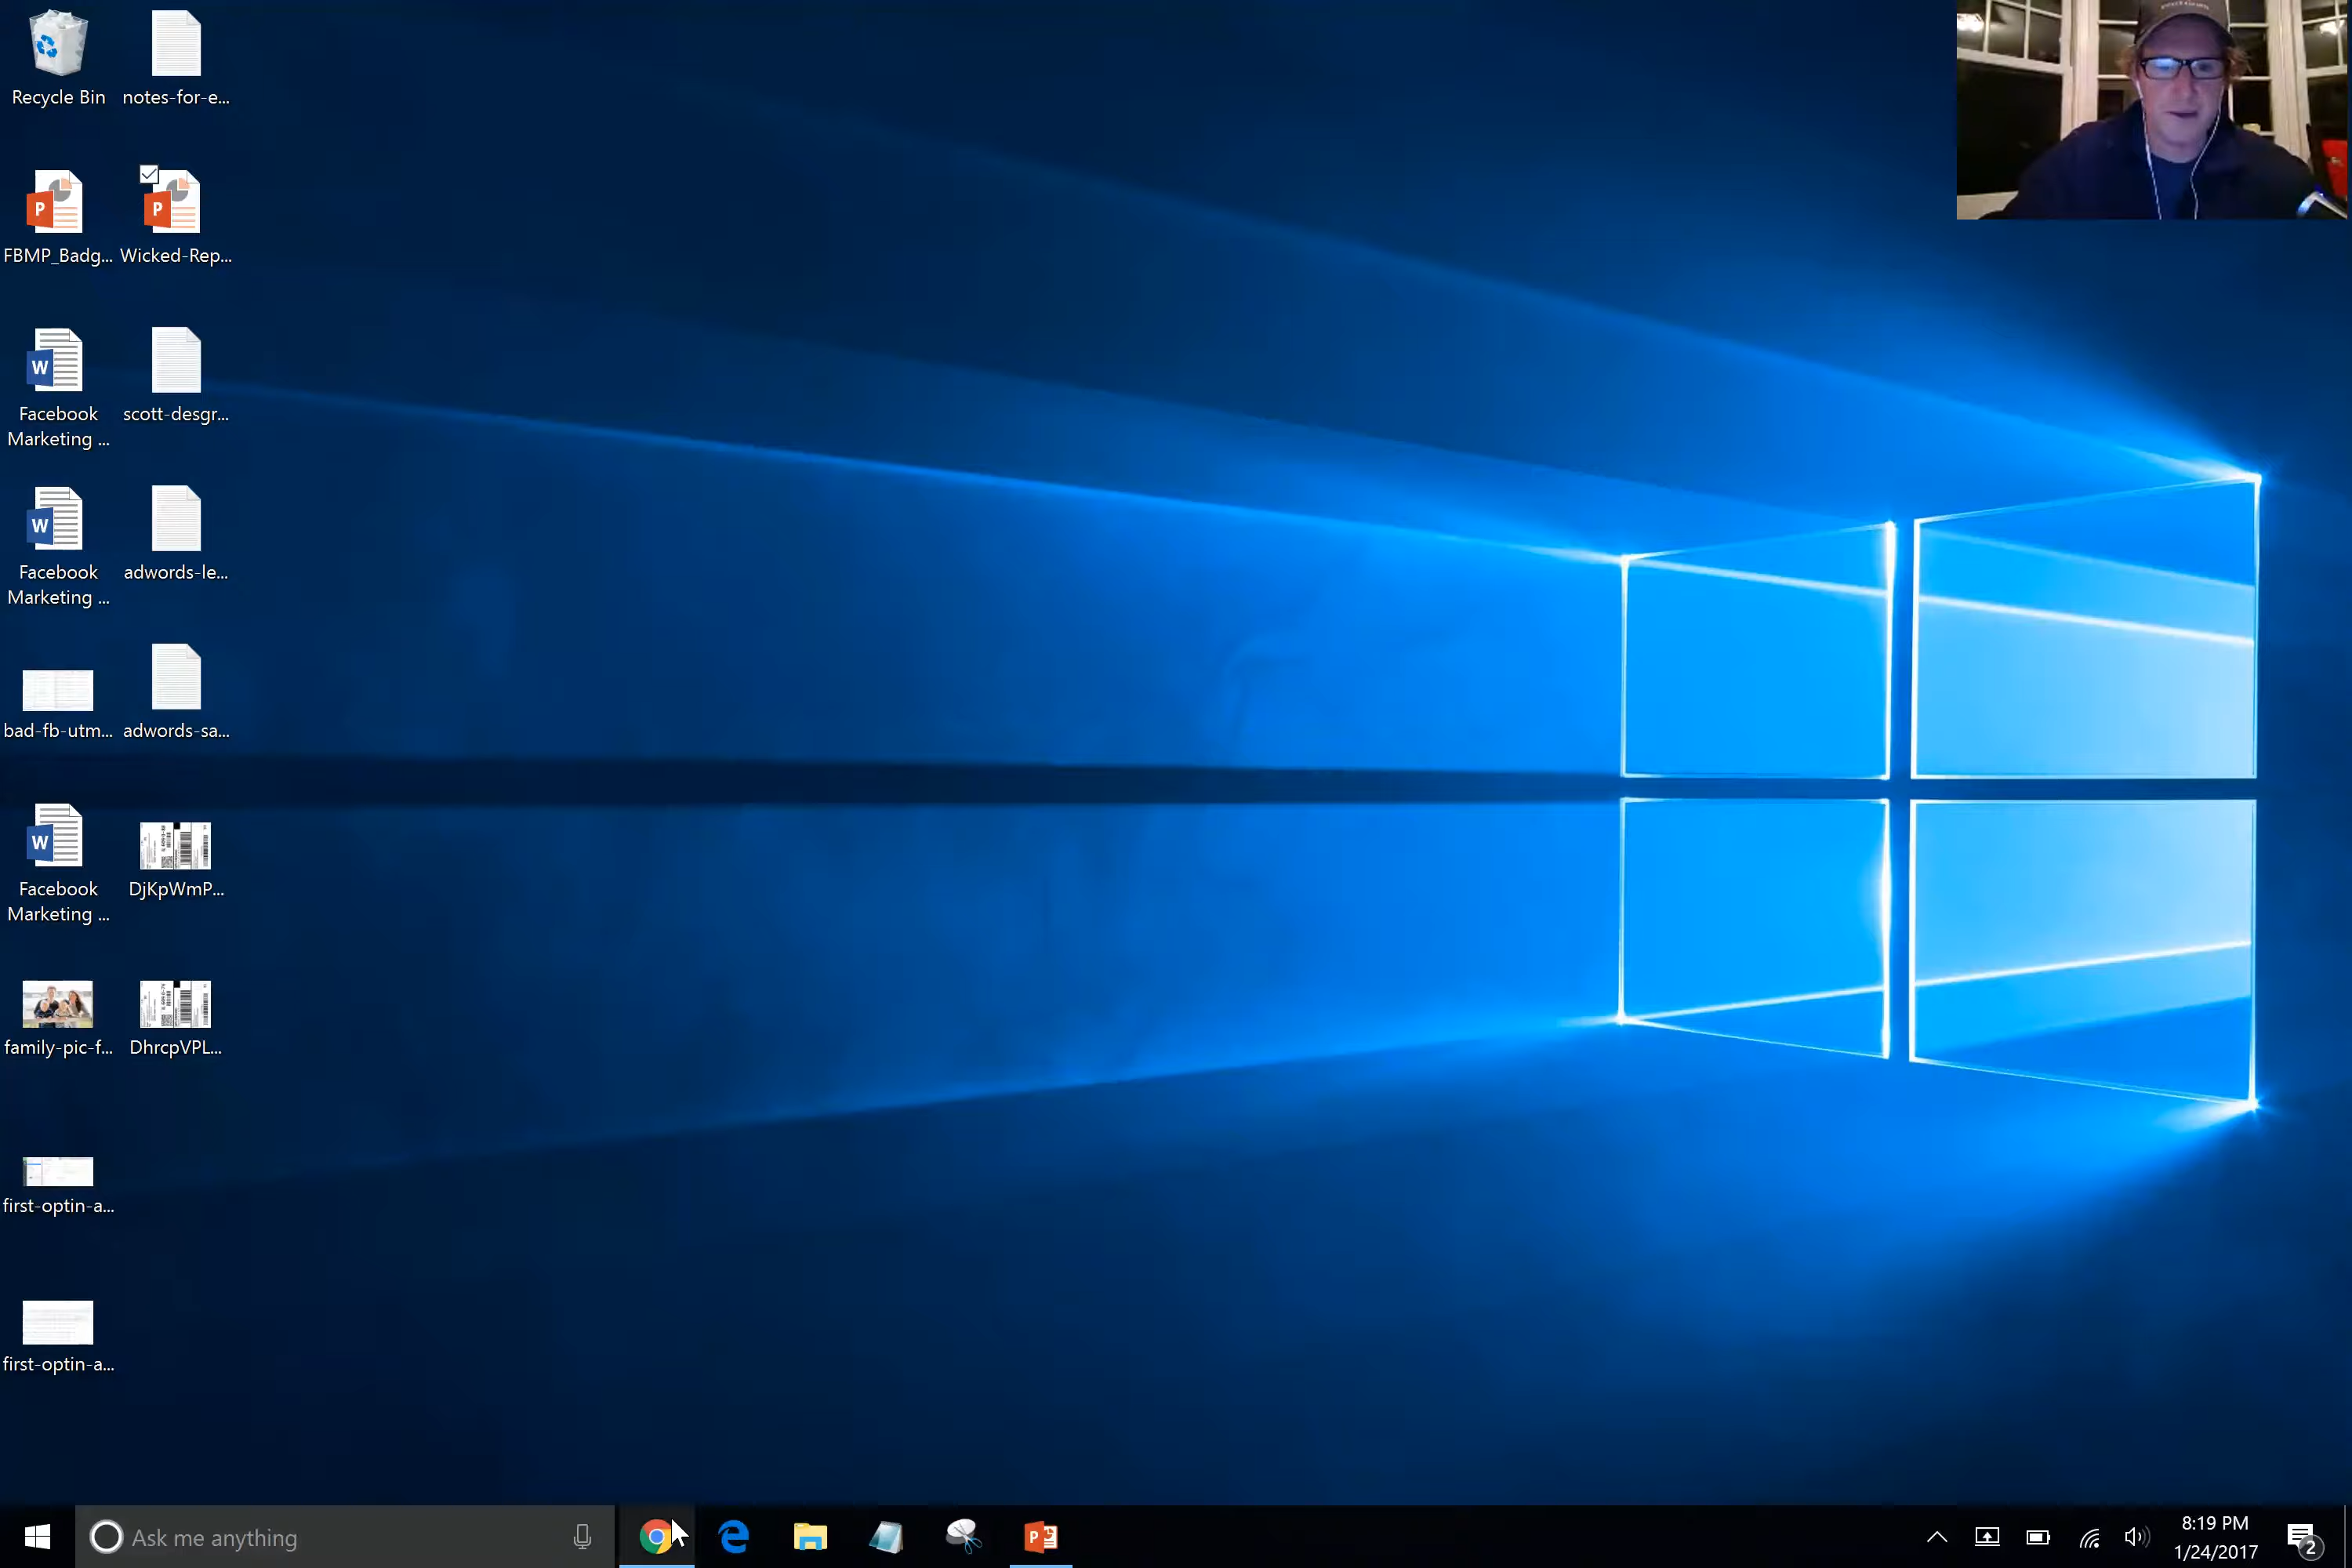 Recycle Bin
notes-for-e...
FBMP_Badg...
Wicked-Rep...
Facebook
Marketing ...
scott-desgr...
Facebook
Marketing ...
adwords-le...
bad-fb-utm...
adwords-sa...
Facebook
Marketing ...
DjKpWmP...
family-pic-f...
DhrcpVPL...
first-optin-a...
first-optin-a...
Ask me anything
8:19 PM
1/24/2017
2